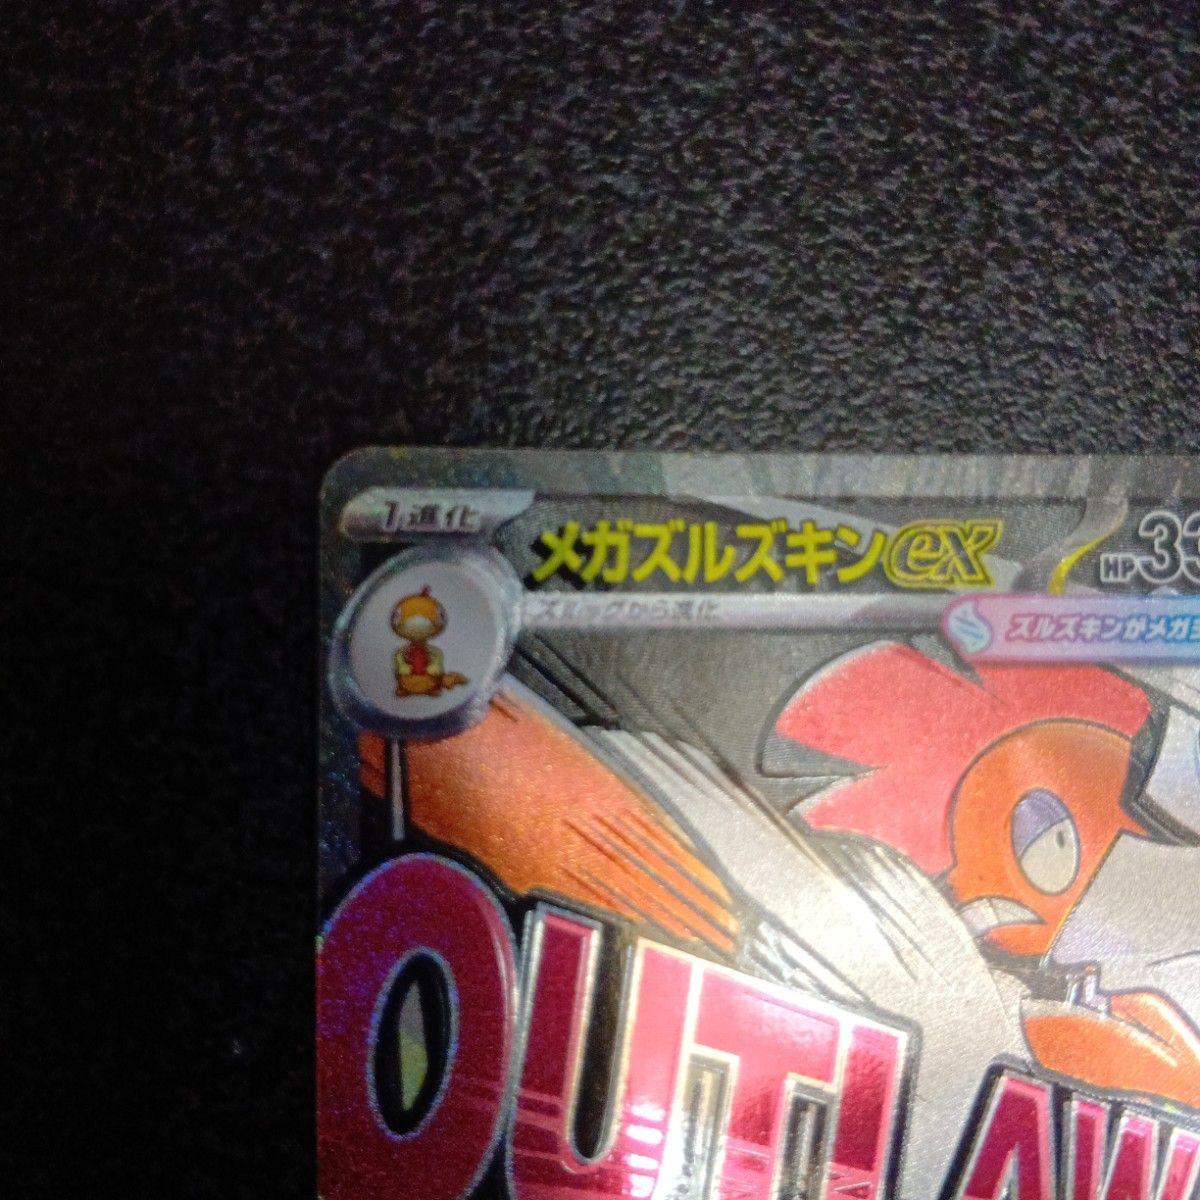 1進化
メガズルズキンex HP33
ズルッグから進化
ズルズキンがメガシ
OUTLAW